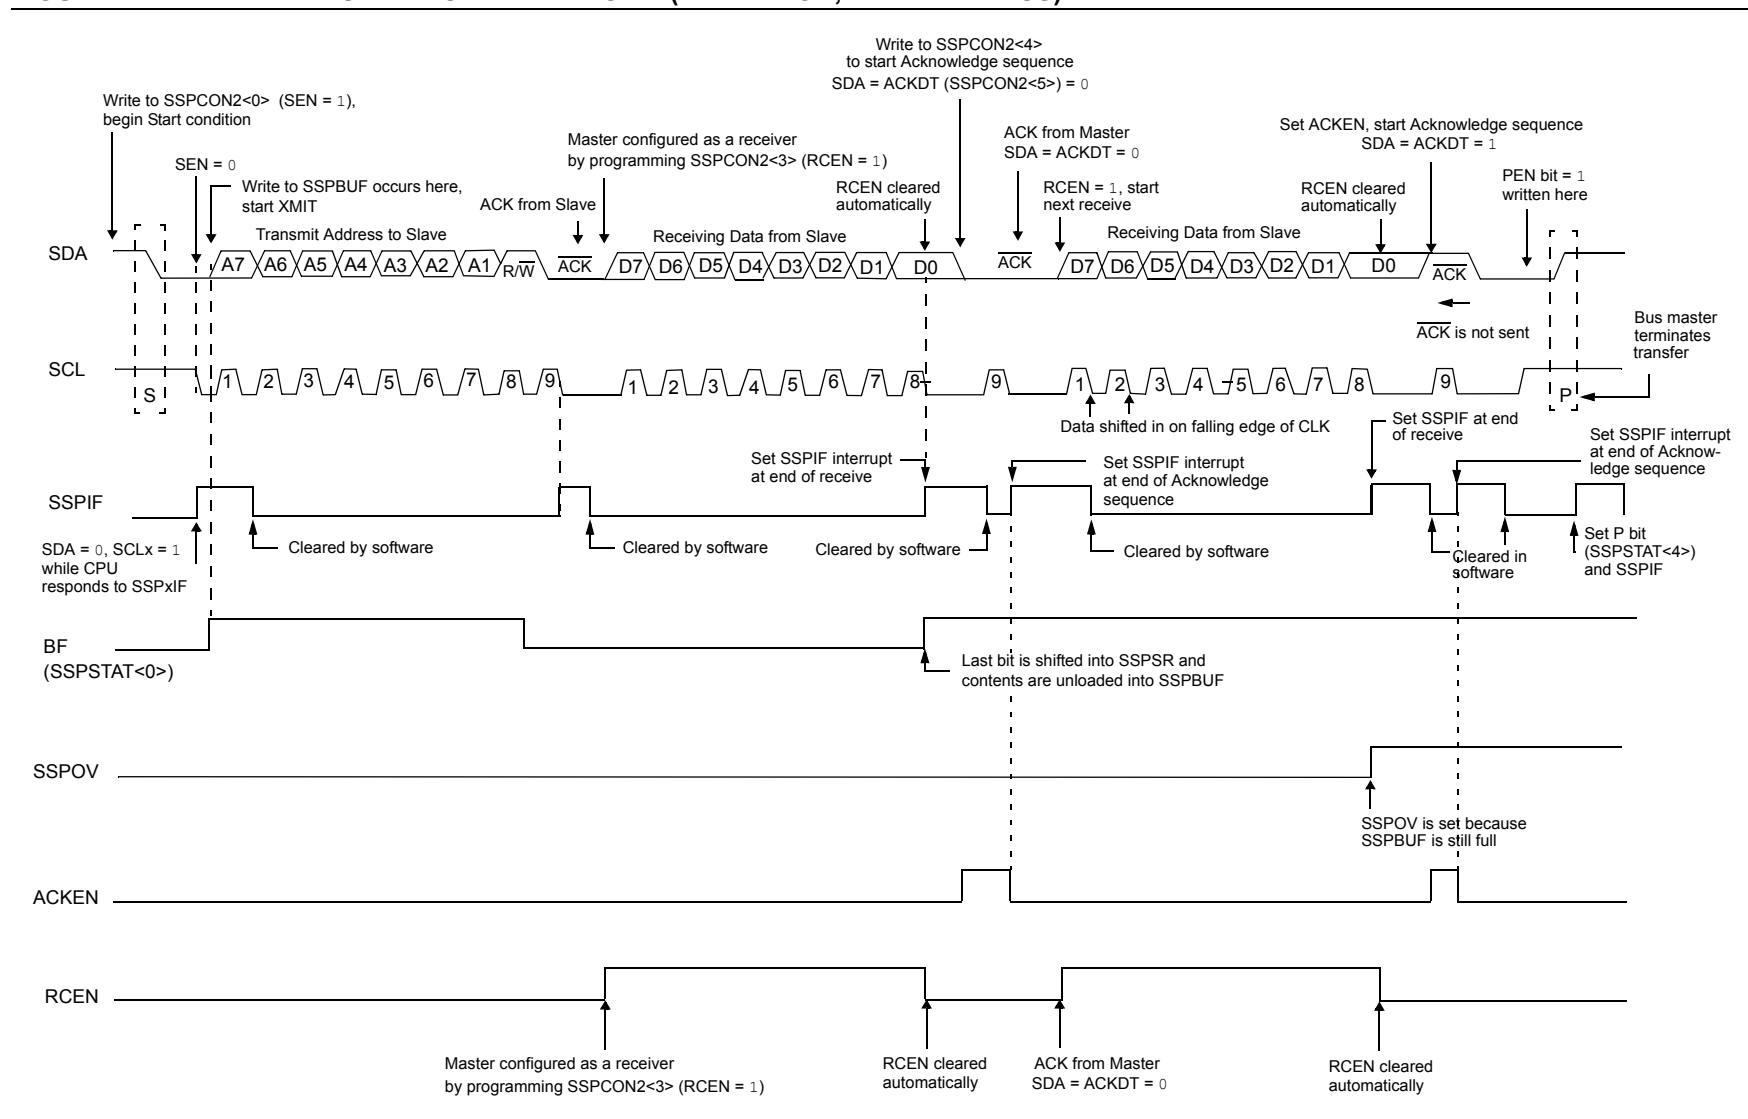 Write to SSPCON2<4>
to start Acknowledge sequence
SDA = ACKDT (SSPCON2<5>) = 0
Write to SSPCON2<0> (SEN = 1),
begin Start condition
Master configured as a receiver
by programming SSPCON2<3> (RCEN = 1)
ACK from Master
SDA = ACKDT = 0
Set ACKEN, start Acknowledge sequence
SDA = ACKDT = 1
SEN = 0
Write to SSPBUF occurs here,
start XMIT
ACK from Slave
RCEN cleared
automatically
RCEN = 1, start
next receive
RCEN cleared
automatically
PEN bit = 1
written here
Transmit Address to Slave
Receiving Data from Slave
Receiving Data from Slave
SDA A7 A6 A5 A4 A3 A2 A1 R/W ACK D7 D6 D5 D4 D3 D2 D1 D0 ACK D7 D6 D5 D4 D3 D2 D1 D0 ACK
ACK is not sent
Bus master
terminates
transfer
SCL 1 2 3 4 5 6 7 8 9 1 2 3 4 5 6 7 8 9 1 2 3 4 5 6 7 8 9
S
P
Data shifted in on falling edge of CLK
Set SSPIF at end
of receive
Set SSPIF interrupt
at end of receive
Set SSPIF interrupt
at end of Acknowledge
sequence
Set SSPIF interrupt
at end of Acknow-
ledge sequence
SSPIF
SDA = 0, SCLx = 1
while CPU
responds to SSPxIF
Cleared by software
Cleared by software
Cleared by software
Cleared by software
Cleared in
software
Set P bit
(SSPSTAT<4>)
and SSPIF
BF
(SSPSTAT<0>)
Last bit is shifted into SSPSR and
contents are unloaded into SSPBUF
SSPOV
SSPOV is set because
SSPBUF is still full
ACKEN
RCEN
Master configured as a receiver
by programming SSPCON2<3> (RCEN = 1)
RCEN cleared
automatically
ACK from Master
SDA = ACKDT = 0
RCEN cleared
automatically